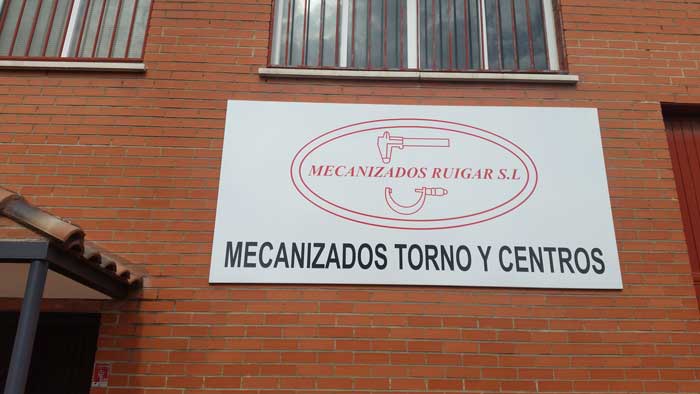 MECANIZADOS RUIGAR S.L
MECANIZADOS TORNO Y CENTROS